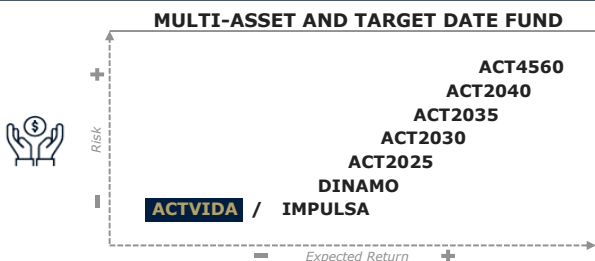 MULTI-ASSET AND TARGET DATE FUND
ACT4560
ACT2040
ACT2035
ACT2030
ACT2025
DINAMO
ACTVIDA / IMPULSA
Risk
Expected Return
$